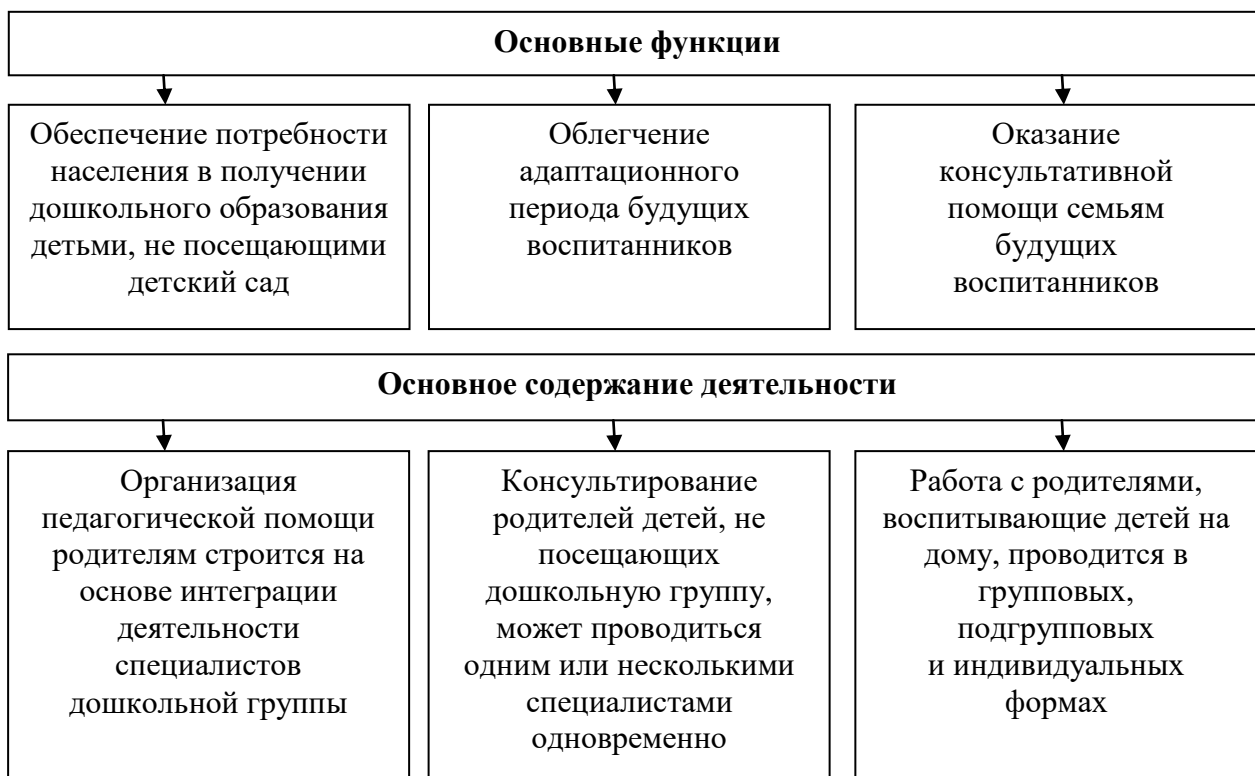 Основные функции
Обеспечение потребности
населения в получении
дошкольного образования
детьми, не посещающими
детский сад
Облегчение
адаптационного
периода будущих
воспитанников
Оказание
консультативной
помощи семьям
будущих
воспитанников
Основное содержание деятельности
Организация
педагогической помощи
родителям строится на
основе интеграции
деятельности
специалистов
дошкольной группы
Консультирование
родителей детей, не
посещающих
дошкольную группу,
может проводиться
одним или несколькими
специалистами
одновременно
Работа с родителями,
воспитывающие детей на
дому, проводится в
групповых,
подгрупповых
и индивидуальных
формах